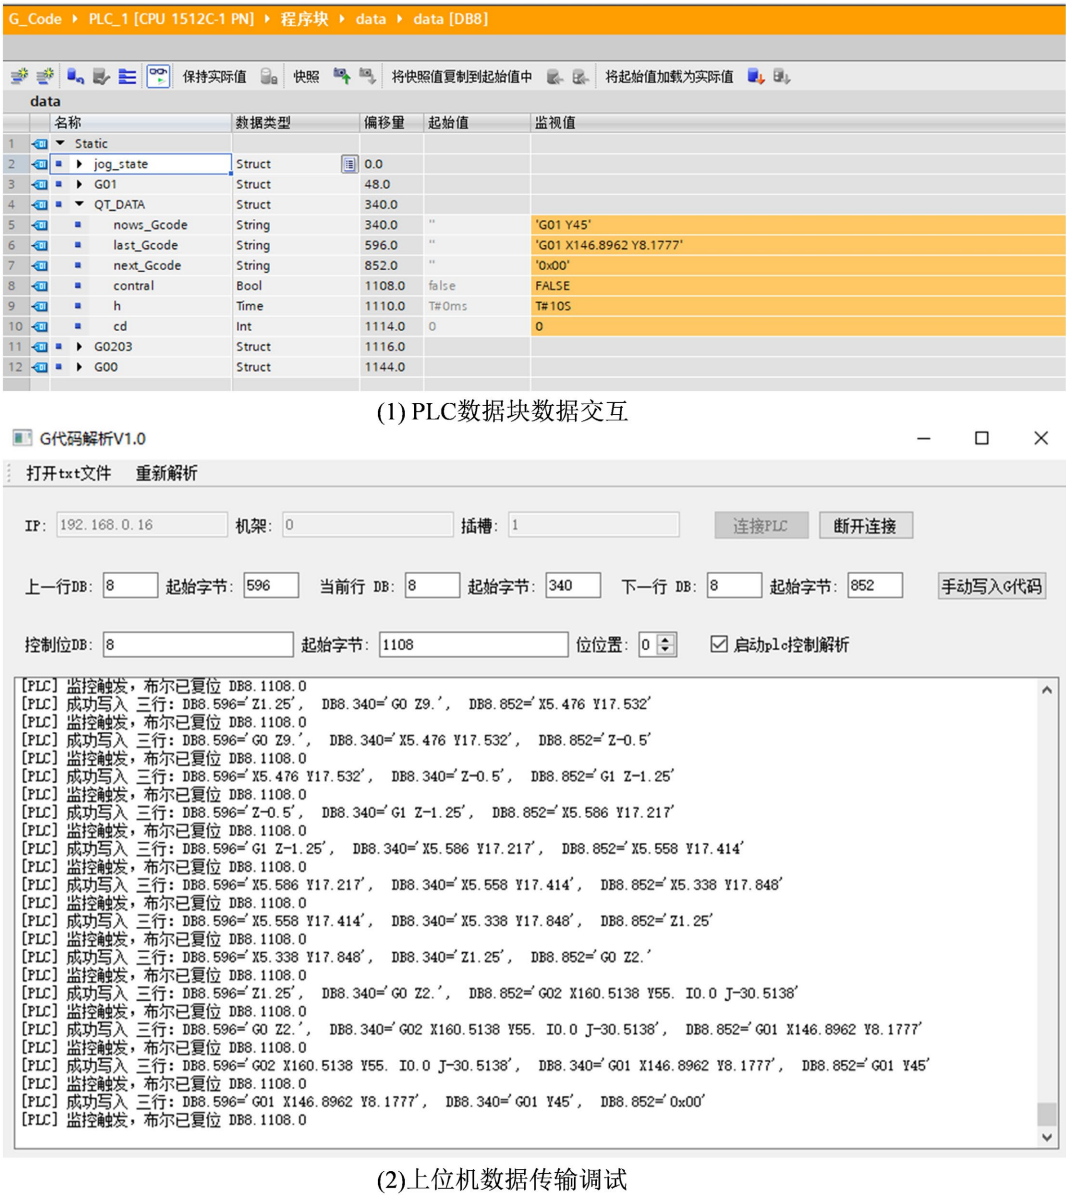 G_Code ▸ PLC_1 [CPU 1512C-1 PN] ▸ 程序块 ▸ data ▸ data [DB8]
保持实际值 快照 将快照值复制到起始值中 将起始值加载为实际值
data
名称 数据类型 偏移量 起始值 监视值
1 Static
2 jog_state Struct 0.0
3 G01 Struct 48.0
4 QT_DATA Struct 340.0
5 nows_Gcode String 340.0 '' 'G01 Y45'
6 last_Gcode String 596.0 '' 'G01 X146.8962 Y8.1777'
7 next_Gcode String 852.0 '' '0x00'
8 contral Bool 1108.0 false FALSE
9 h Time 1110.0 T#0ms T#10S
10 cd Int 1114.0 0 0
11 G0203 Struct 1116.0
12 G00 Struct 1144.0
(1) PLC数据块数据交互
G代码解析V1.0
打开txt文件 重新解析
IP: 192.168.0.16 机架: 0 插槽: 1 连接PLC 断开连接
上一行DB: 8 起始字节: 596 当前行 DB: 8 起始字节: 340 下一行 DB: 8 起始字节: 852 手动写入G代码
控制位DB: 8 起始字节: 1108 位位置: 0 启动plc控制解析
[PLC] 监控触发，布尔已复位 DB8.1108.0
[PLC] 成功写入 三行: DB8.596='Z1.25', DB8.340='G0 Z9.', DB8.852='X5.476 Y17.532'
[PLC] 监控触发，布尔已复位 DB8.1108.0
[PLC] 成功写入 三行: DB8.596='G0 Z9.', DB8.340='X5.476 Y17.532', DB8.852='Z-0.5'
[PLC] 监控触发，布尔已复位 DB8.1108.0
[PLC] 成功写入 三行: DB8.596='X5.476 Y17.532', DB8.340='Z-0.5', DB8.852='G1 Z-1.25'
[PLC] 监控触发，布尔已复位 DB8.1108.0
[PLC] 成功写入 三行: DB8.596='Z-0.5', DB8.340='G1 Z-1.25', DB8.852='X5.586 Y17.217'
[PLC] 监控触发，布尔已复位 DB8.1108.0
[PLC] 成功写入 三行: DB8.596='G1 Z-1.25', DB8.340='X5.586 Y17.217', DB8.852='X5.558 Y17.414'
[PLC] 监控触发，布尔已复位 DB8.1108.0
[PLC] 成功写入 三行: DB8.596='X5.586 Y17.217', DB8.340='X5.558 Y17.414', DB8.852='X5.338 Y17.848'
[PLC] 监控触发，布尔已复位 DB8.1108.0
[PLC] 成功写入 三行: DB8.596='X5.558 Y17.414', DB8.340='X5.338 Y17.848', DB8.852='Z1.25'
[PLC] 监控触发，布尔已复位 DB8.1108.0
[PLC] 成功写入 三行: DB8.596='X5.338 Y17.848', DB8.340='Z1.25', DB8.852='G0 Z2.'
[PLC] 监控触发，布尔已复位 DB8.1108.0
[PLC] 成功写入 三行: DB8.596='Z1.25', DB8.340='G0 Z2.', DB8.852='G02 X160.5138 Y55. I0.0 J-30.5138'
[PLC] 监控触发，布尔已复位 DB8.1108.0
[PLC] 成功写入 三行: DB8.596='G0 Z2.', DB8.340='G02 X160.5138 Y55. I0.0 J-30.5138', DB8.852='G01 X146.8962 Y8.1777'
[PLC] 监控触发，布尔已复位 DB8.1108.0
[PLC] 成功写入 三行: DB8.596='G02 X160.5138 Y55. I0.0 J-30.5138', DB8.340='G01 X146.8962 Y8.1777', DB8.852='G01 Y45'
[PLC] 监控触发，布尔已复位 DB8.1108.0
[PLC] 成功写入 三行: DB8.596='G01 X146.8962 Y8.1777', DB8.340='G01 Y45', DB8.852='0x00'
[PLC] 监控触发，布尔已复位 DB8.1108.0
(2)上位机数据传输调试